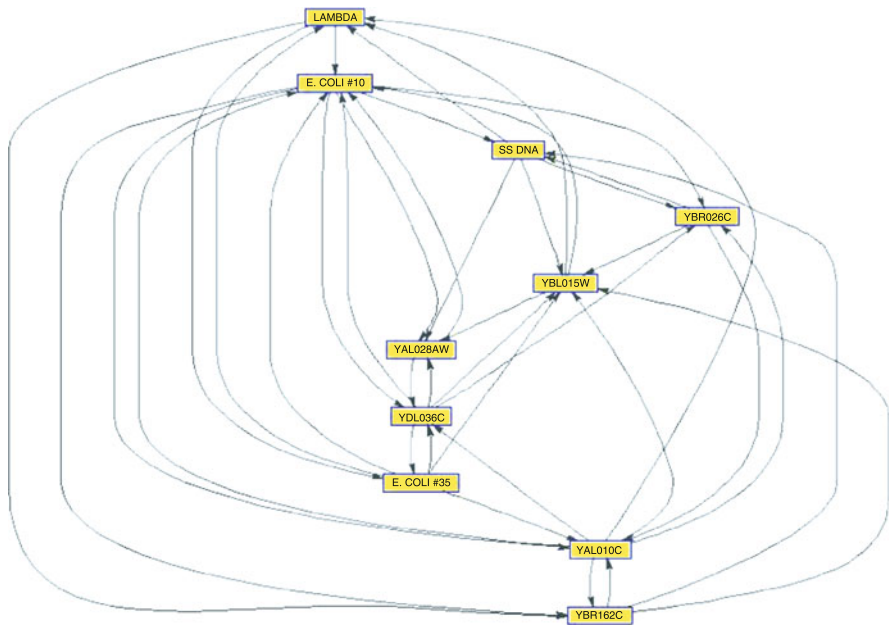 LAMBDA
E. COLI #10
SS DNA
YBR026C
YBL015W
YAL028AW
YDL036C
E. COLI #35
YAL010C
YBR162C